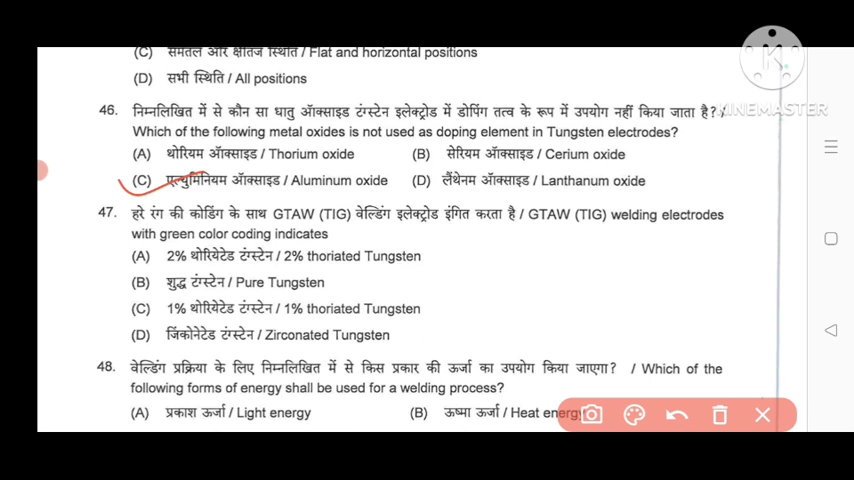 (C) समतल और क्षैतिज स्थिति / Flat and horizontal positions
(D) सभी स्थिति / All positions
46. निम्नलिखित में से कौन सा धातु ऑक्साइड टंगस्टेन इलेक्ट्रोड में डोपिंग तत्व के रूप में उपयोग नहीं किया जाता है? /
Which of the following metal oxides is not used as doping element in Tungsten electrodes?
(A) थोरियम ऑक्साइड / Thorium oxide (B) सेरियम ऑक्साइड / Cerium oxide
(C) एल्युमिनियम ऑक्साइड / Aluminum oxide (D) लैंथेनम ऑक्साइड / Lanthanum oxide
47. हरे रंग की कोडिंग के साथ GTAW (TIG) वेल्डिंग इलेक्ट्रोड इंगित करता है / GTAW (TIG) welding electrodes
with green color coding indicates
(A) 2% थोरियेटेड टंगस्टेन / 2% thoriated Tungsten
(B) शुद्ध टंगस्टेन / Pure Tungsten
(C) 1% थोरियेटेड टंगस्टेन / 1% thoriated Tungsten
(D) जिंकोनेटेड टंगस्टेन / Zirconated Tungsten
48. वेल्डिंग प्रक्रिया के लिए निम्नलिखित में से किस प्रकार की ऊर्जा का उपयोग किया जाएगा? / Which of the
following forms of energy shall be used for a welding process?
(A) प्रकाश ऊर्जा / Light energy (B) ऊष्मा ऊर्जा / Heat energy
KINEMASTER